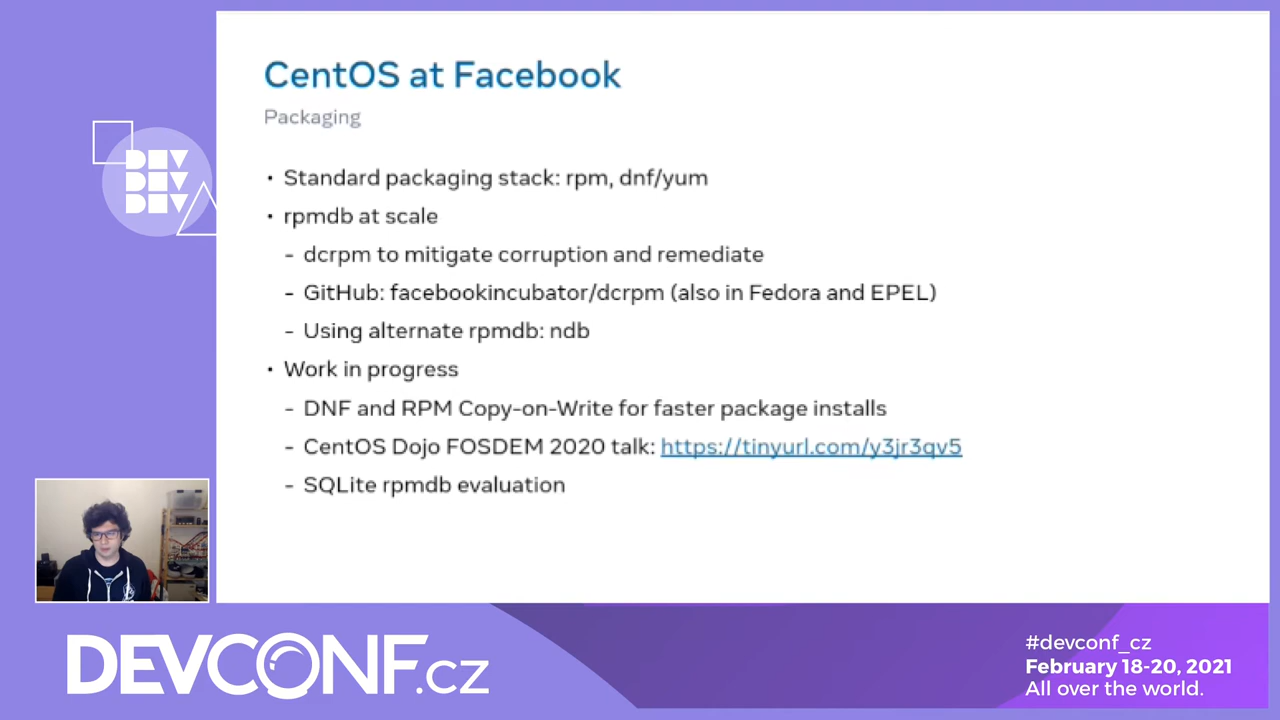 CentOS at Facebook
Packaging
• Standard packaging stack: rpm, dnf/yum
• rpmdb at scale
- dcrpm to mitigate corruption and remediate
- GitHub: facebookincubator/dcrpm (also in Fedora and EPEL)
- Using alternate rpmdb: ndb
• Work in progress
- DNF and RPM Copy-on-Write for faster package installs
- CentOS Dojo FOSDEM 2020 talk: https://tinyurl.com/y3jr3qv5
- SQLite rpmdb evaluation
DEV
DEV
DEV
DEVCONF.cz
#devconf_cz
February 18-20, 2021
All over the world.